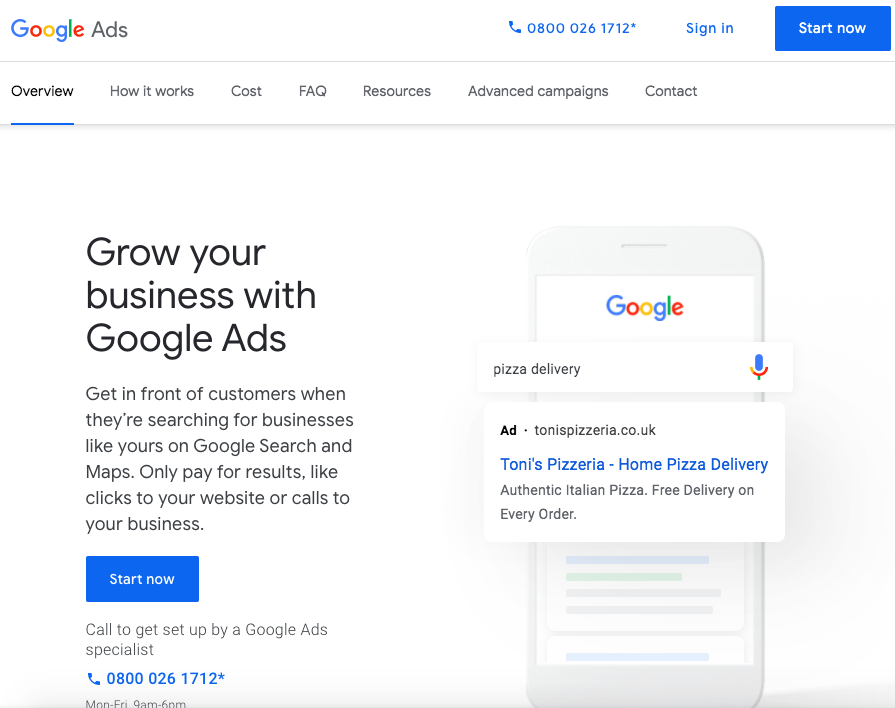 Google Ads
0800 026 1712*
Sign in
Start now
Overview
How it works
Cost
FAQ
Resources
Advanced campaigns
Contact
Grow your
business with
Google Ads
Get in front of customers when
they’re searching for businesses
like yours on Google Search and
Maps. Only pay for results, like
clicks to your website or calls to
your business.
Start now
Call to get set up by a Google Ads
specialist
0800 026 1712*
Mon-Fri, 9am-6pm
Google
pizza delivery
Ad · tonispizzeria.co.uk
Toni's Pizzeria - Home Pizza Delivery
Authentic Italian Pizza. Free Delivery on
Every Order.